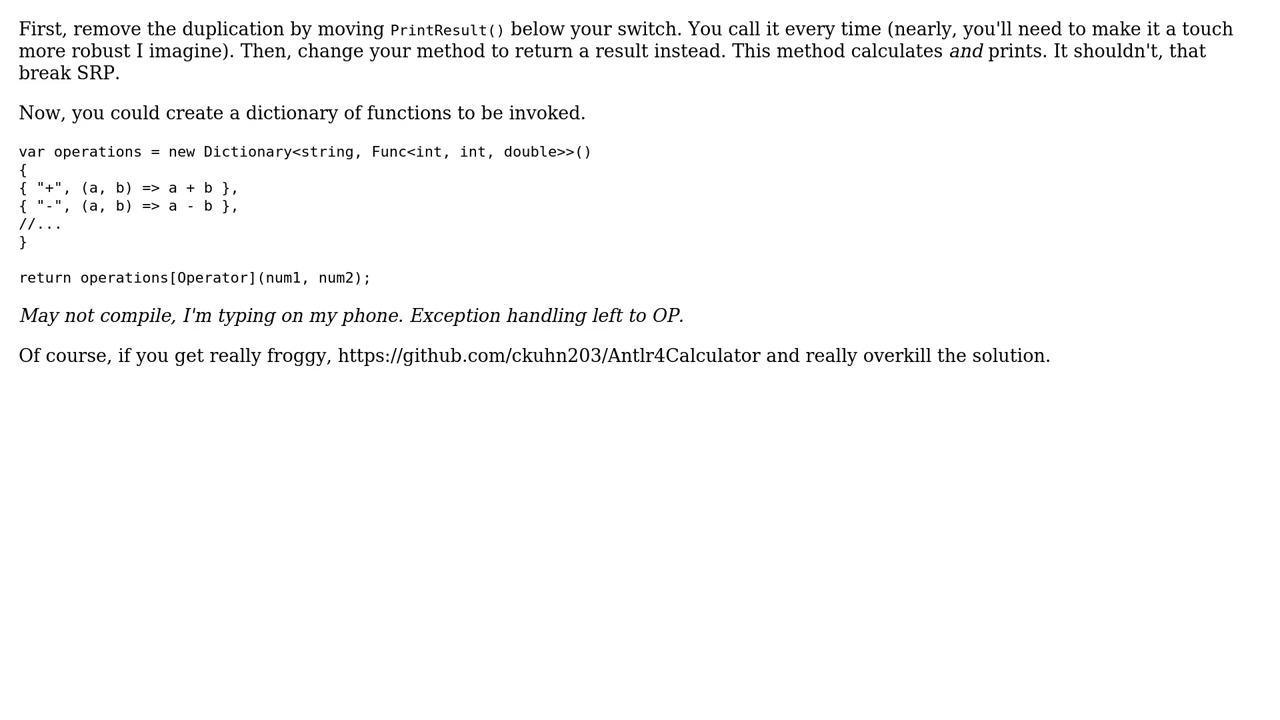 First, remove the duplication by moving PrintResult() below your switch. You call it every time (nearly, you'll need to make it a touch
more robust I imagine). Then, change your method to return a result instead. This method calculates and prints. It shouldn't, that
break SRP.
Now, you could create a dictionary of functions to be invoked.
var operations = new Dictionary<string, Func<int, int, double>>()
{
{ "+", (a, b) => a + b },
{ "-", (a, b) => a - b },
//...
}
return operations[Operator](num1, num2);
May not compile, I'm typing on my phone. Exception handling left to OP.
Of course, if you get really froggy, https://github.com/ckuhn203/Antlr4Calculator and really overkill the solution.